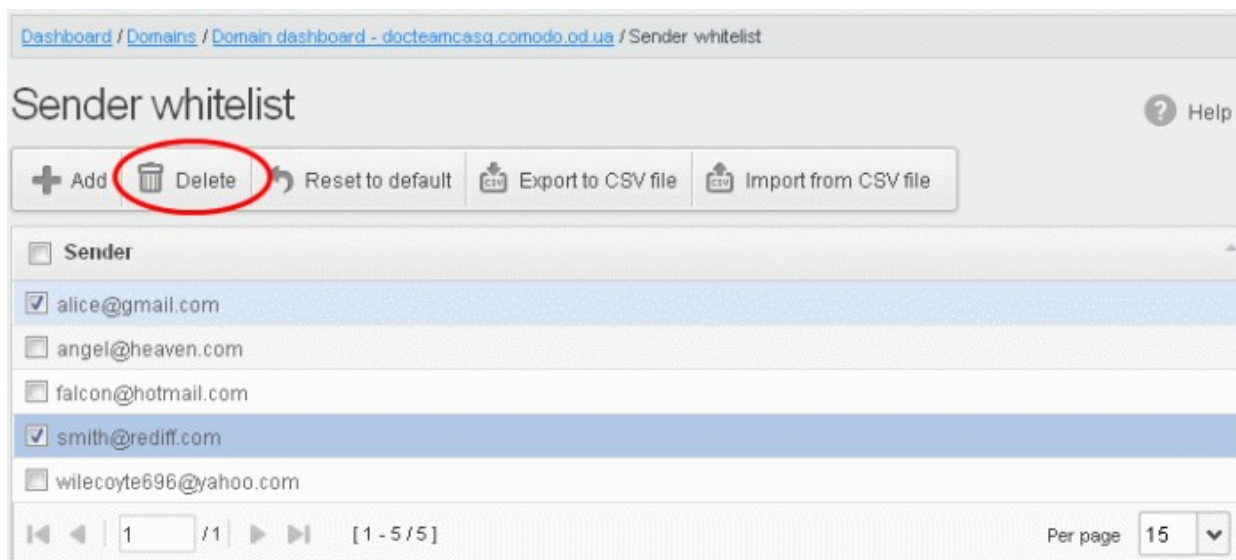 Dashboard / Domains / Domain dashboard - docteamcasq.comodo.od.ua / Sender whitelist
Sender whitelist
Help
Add Delete Reset to default CSV Export to CSV file CSV Import from CSV file
Sender
alice@gmail.com
angel@heaven.com
falcon@hotmail.com
smith@rediff.com
wilecoyte696@yahoo.com
1 /1 [1 - 5 / 5] Per page 15